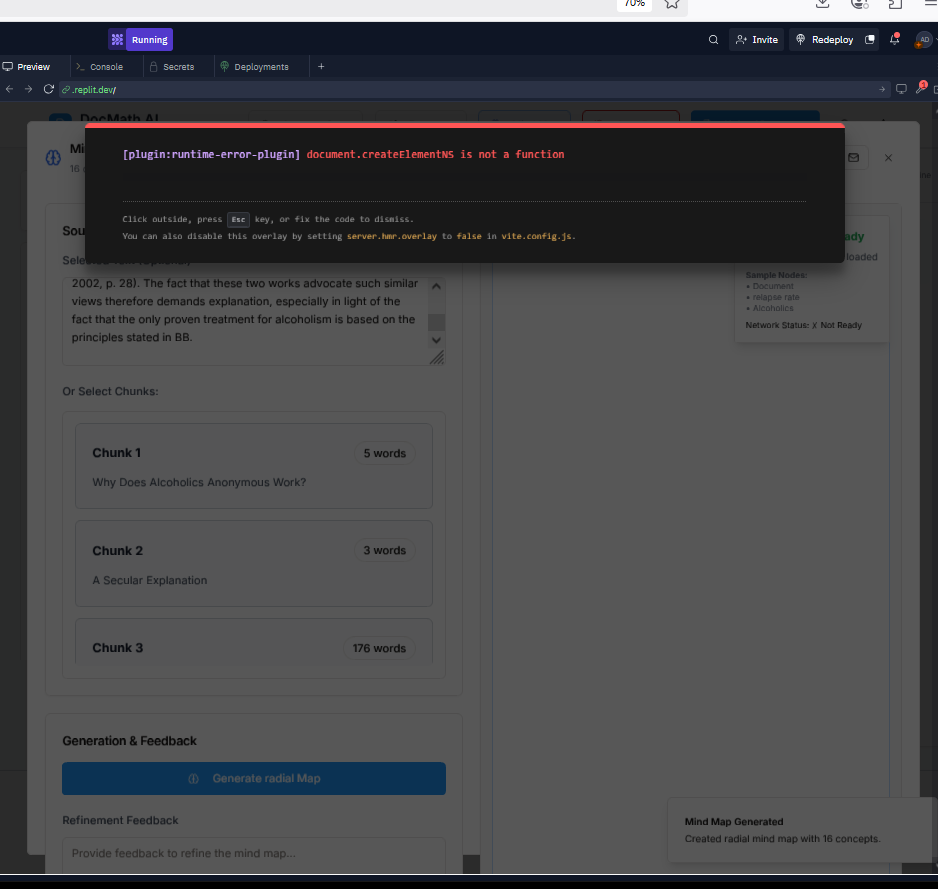 70%
Running
Invite
Redeploy
AD
Preview
Console
Secrets
Deployments
+
.replit.dev/
1
DocMath AI
[plugin:runtime-error-plugin] document.createElementNS is not a function
Click outside, press Esc key, or fix the code to dismiss.
You can also disable this overlay by setting server.hmr.overlay to false in vite.config.js.
2002, p. 28). The fact that these two works advocate such similar
views therefore demands explanation, especially in light of the
fact that the only proven treatment for alcoholism is based on the
principles stated in BB.
loaded
Sample Nodes:
• Document
• relapse rate
• Alcoholics
Network Status: ✗ Not Ready
Or Select Chunks:
Chunk 1
5 words
Why Does Alcoholics Anonymous Work?
Chunk 2
3 words
A Secular Explanation
Chunk 3
176 words
Generation & Feedback
Generate radial Map
Refinement Feedback
Provide feedback to refine the mind map...
Mind Map Generated
Created radial mind map with 16 concepts.